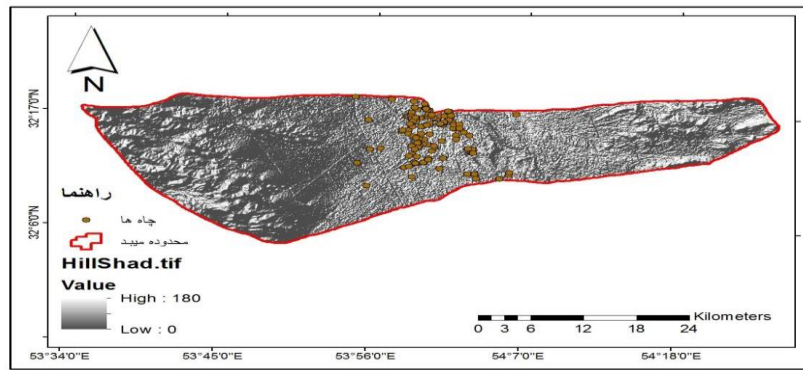 N
32°17'0"N
32°6'0"N
راهنما
چاه ها
محدوده میبد
HillShad.tif
Value
High : 180
Low : 0
Kilometers
0 3 6 12 18 24
53°34'0"E 53°45'0"E 53°56'0"E 54°7'0"E 54°18'0"E